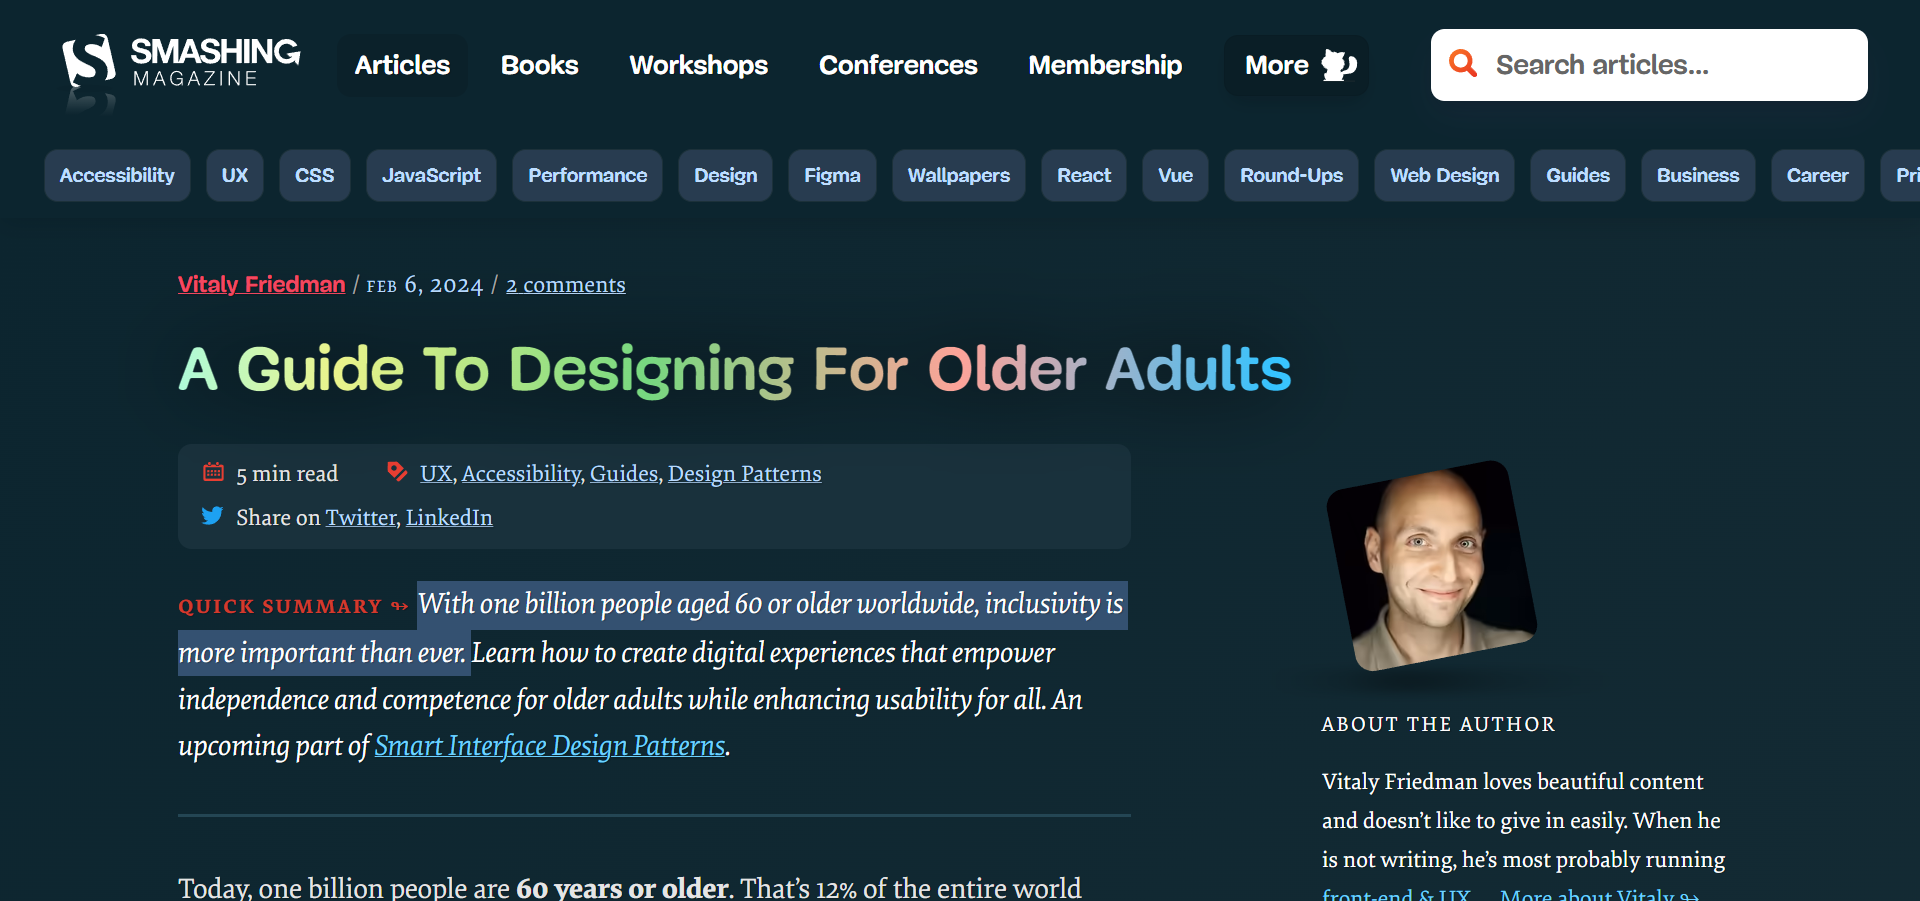 SMASHING
MAGAZINE
Articles
Books
Workshops
Conferences
Membership
More
Search articles...
Accessibility
UX
CSS
JavaScript
Performance
Design
Figma
Wallpapers
React
Vue
Round-Ups
Web Design
Guides
Business
Career
Vitaly Friedman / FEB 6, 2024 / 2 comments
A Guide To Designing For Older Adults
5 min read
UX, Accessibility, Guides, Design Patterns
Share on Twitter, LinkedIn
QUICK SUMMARY ↬ With one billion people aged 60 or older worldwide, inclusivity is
more important than ever. Learn how to create digital experiences that empower
independence and competence for older adults while enhancing usability for all. An
upcoming part of Smart Interface Design Patterns.
Today, one billion people are 60 years or older. That’s 12% of the entire world
ABOUT THE AUTHOR
Vitaly Friedman loves beautiful content
and doesn’t like to give in easily. When he
is not writing, he’s most probably running
front-end & UX … More about Vitaly ↬